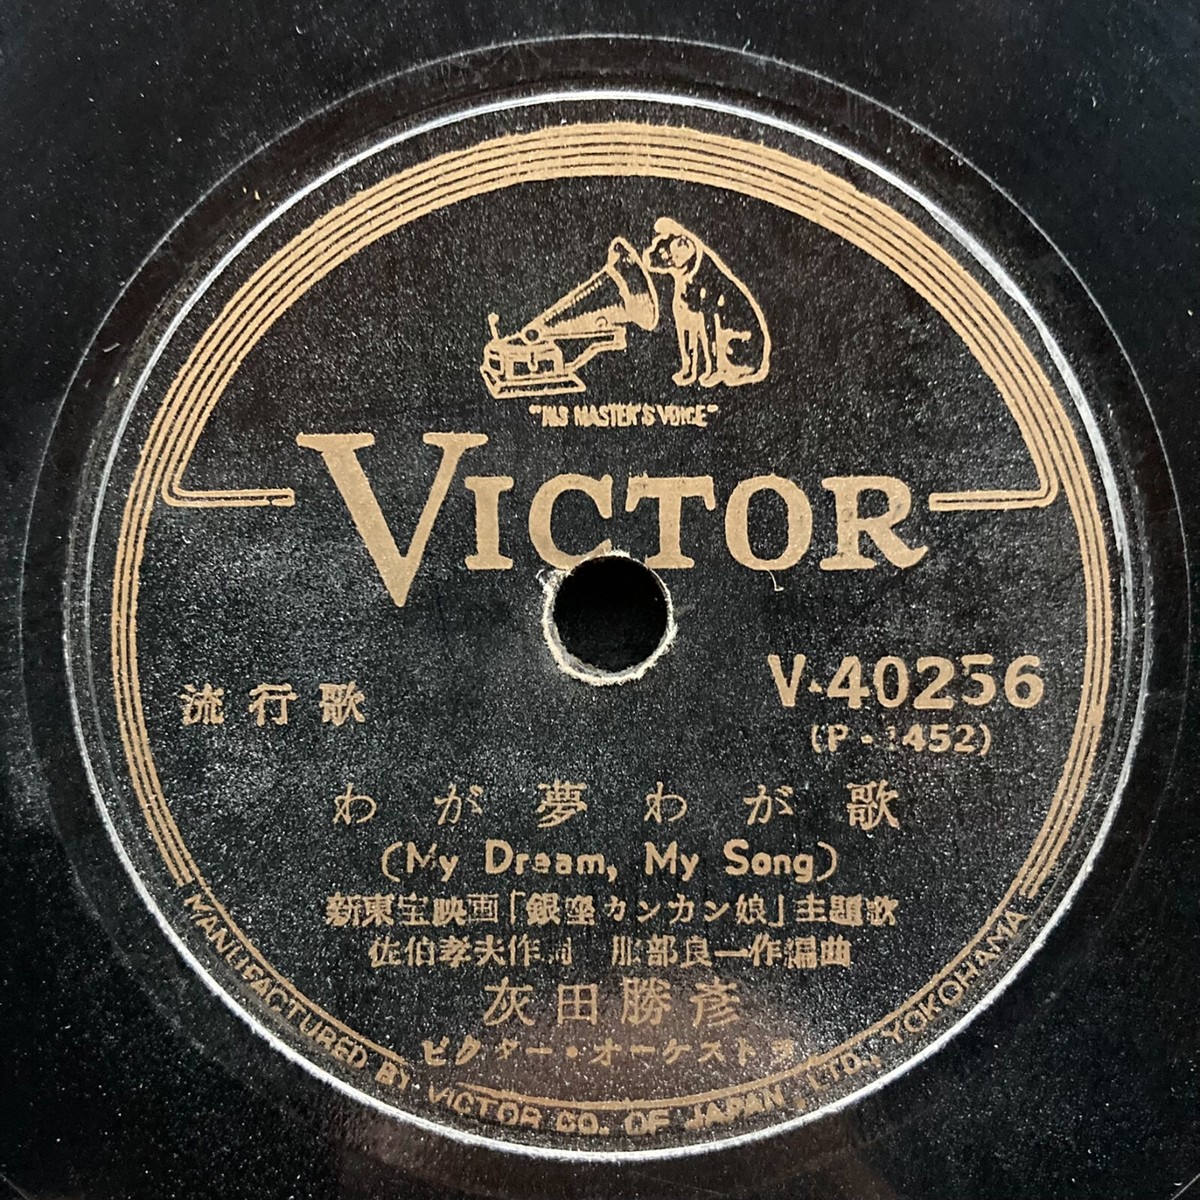 "HIS MASTER'S VOICE"
VICTOR
流行歌
V-40256
(P-1452)
わが夢わが歌
(My Dream, My Song)
新東宝映画「銀座カンカン娘」主題歌
佐伯孝夫作詞 服部良一作編曲
灰田勝彦
ビクター・オーケストラ
MANUFACTURED BY VICTOR CO. OF JAPAN, LTD., YOKOHAMA